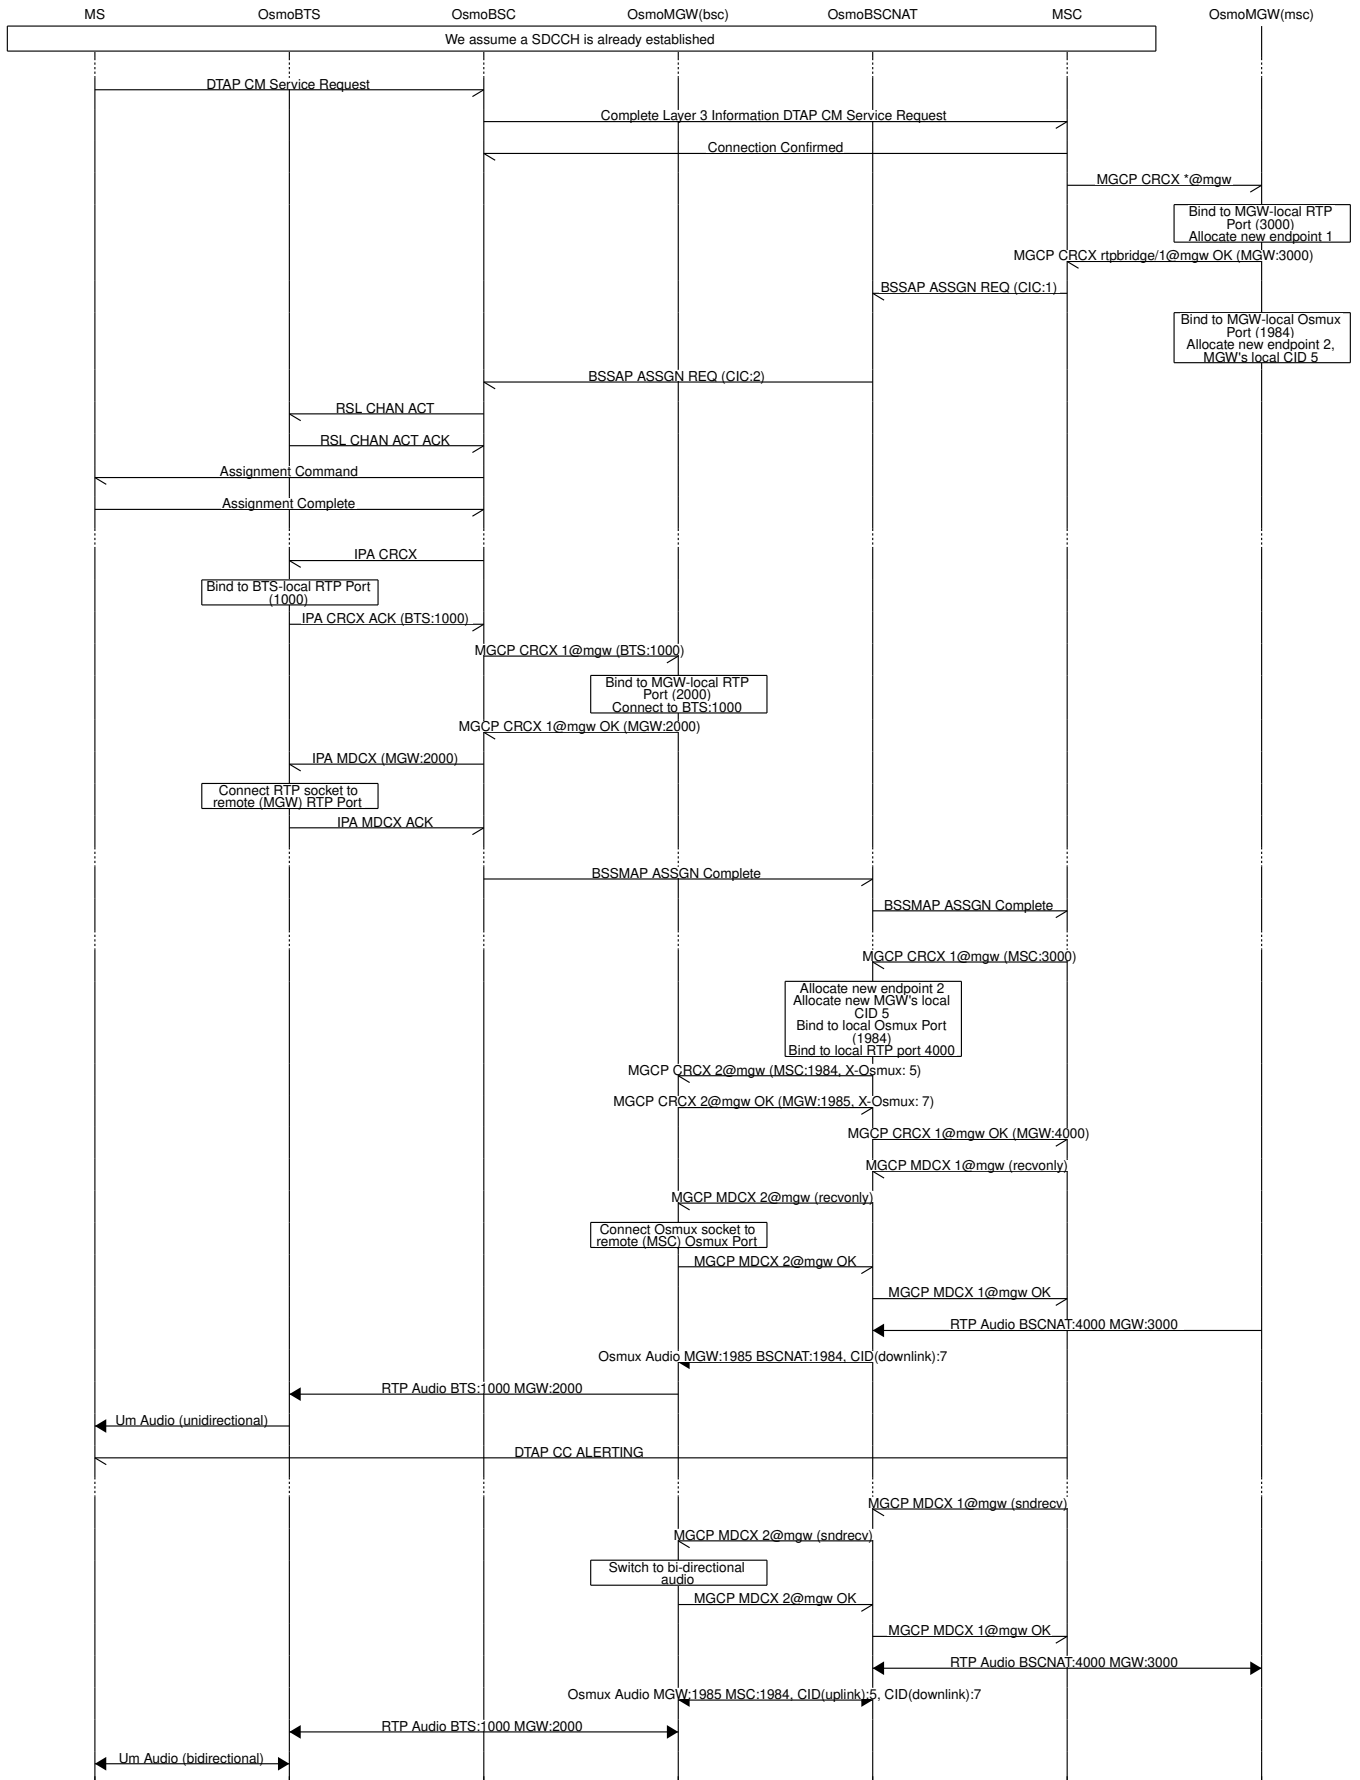 MS OsmoBTS OsmoBSC OsmoMGW(bsc) OsmoBSCNAT MSC OsmoMGW(msc)
We assume a SDCCH is already established
DTAP CM Service Request
Complete Layer 3 Information DTAP CM Service Request
Connection Confirmed
MGCP CRCX *@mgw
Bind to MGW-local RTP
Port (3000)
Allocate new endpoint 1
MGCP CRCX rtpbridge/1@mgw OK (MGW:3000)
BSSAP ASSGN REQ (CIC:1)
Bind to MGW-local Osmux
Port (1984)
Allocate new endpoint 2,
MGW's local CID 5
BSSAP ASSGN REQ (CIC:2)
RSL CHAN ACT
RSL CHAN ACT ACK
Assignment Command
Assignment Complete
IPA CRCX
Bind to BTS-local RTP Port
(1000)
IPA CRCX ACK (BTS:1000)
MGCP CRCX 1@mgw (BTS:1000)
Bind to MGW-local RTP
Port (2000)
Connect to BTS:1000
MGCP CRCX 1@mgw OK (MGW:2000)
IPA MDCX (MGW:2000)
Connect RTP socket to
remote (MGW) RTP Port
IPA MDCX ACK
BSSMAP ASSGN Complete
BSSMAP ASSGN Complete
MGCP CRCX 1@mgw (MSC:3000)
Allocate new endpoint 2
Allocate new MGW's local
CID 5
Bind to local Osmux Port
(1984)
Bind to local RTP port 4000
MGCP CRCX 2@mgw (MSC:1984, X-Osmux: 5)
MGCP CRCX 2@mgw OK (MGW:1985, X-Osmux: 7)
MGCP CRCX 1@mgw OK (MGW:4000)
MGCP MDCX 1@mgw (recvonly)
MGCP MDCX 2@mgw (recvonly)
Connect Osmux socket to
remote (MSC) Osmux Port
MGCP MDCX 2@mgw OK
MGCP MDCX 1@mgw OK
RTP Audio BSCNAT:4000 MGW:3000
Osmux Audio MGW:1985 BSCNAT:1984, CID(downlink):7
RTP Audio BTS:1000 MGW:2000
Um Audio (unidirectional)
DTAP CC ALERTING
MGCP MDCX 1@mgw (sndrecv)
MGCP MDCX 2@mgw (sndrecv)
Switch to bi-directional
audio
MGCP MDCX 2@mgw OK
MGCP MDCX 1@mgw OK
RTP Audio BSCNAT:4000 MGW:3000
Osmux Audio MGW:1985 MSC:1984, CID(uplink):5, CID(downlink):7
RTP Audio BTS:1000 MGW:2000
Um Audio (bidirectional)